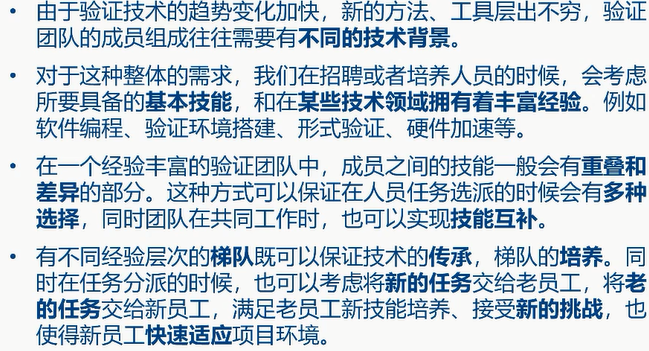 • 由于验证技术的趋势变化加快，新的方法、工具层出不穷，验证
团队的成员组成往往需要有不同的技术背景。
• 对于这种整体的需求，我们在招聘或者培养人员的时候，会考虑
所要具备的基本技能，和在某些技术领域拥有着丰富经验。例如
软件编程、验证环境搭建、形式验证、硬件加速等。
• 在一个经验丰富的验证团队中，成员之间的技能一般会有重叠和
差异的部分。这种方式可以保证在人员任务选派的时候会有多种
选择，同时团队在共同工作时，也可以实现技能互补。
• 有不同经验层次的梯队既可以保证技术的传承，梯队的培养。同
时在任务分派的时候，也可以考虑将新的任务交给老员工，将老
的任务交给新员工，满足老员工新技能培养、接受新的挑战，也
使得新员工快速适应项目环境。